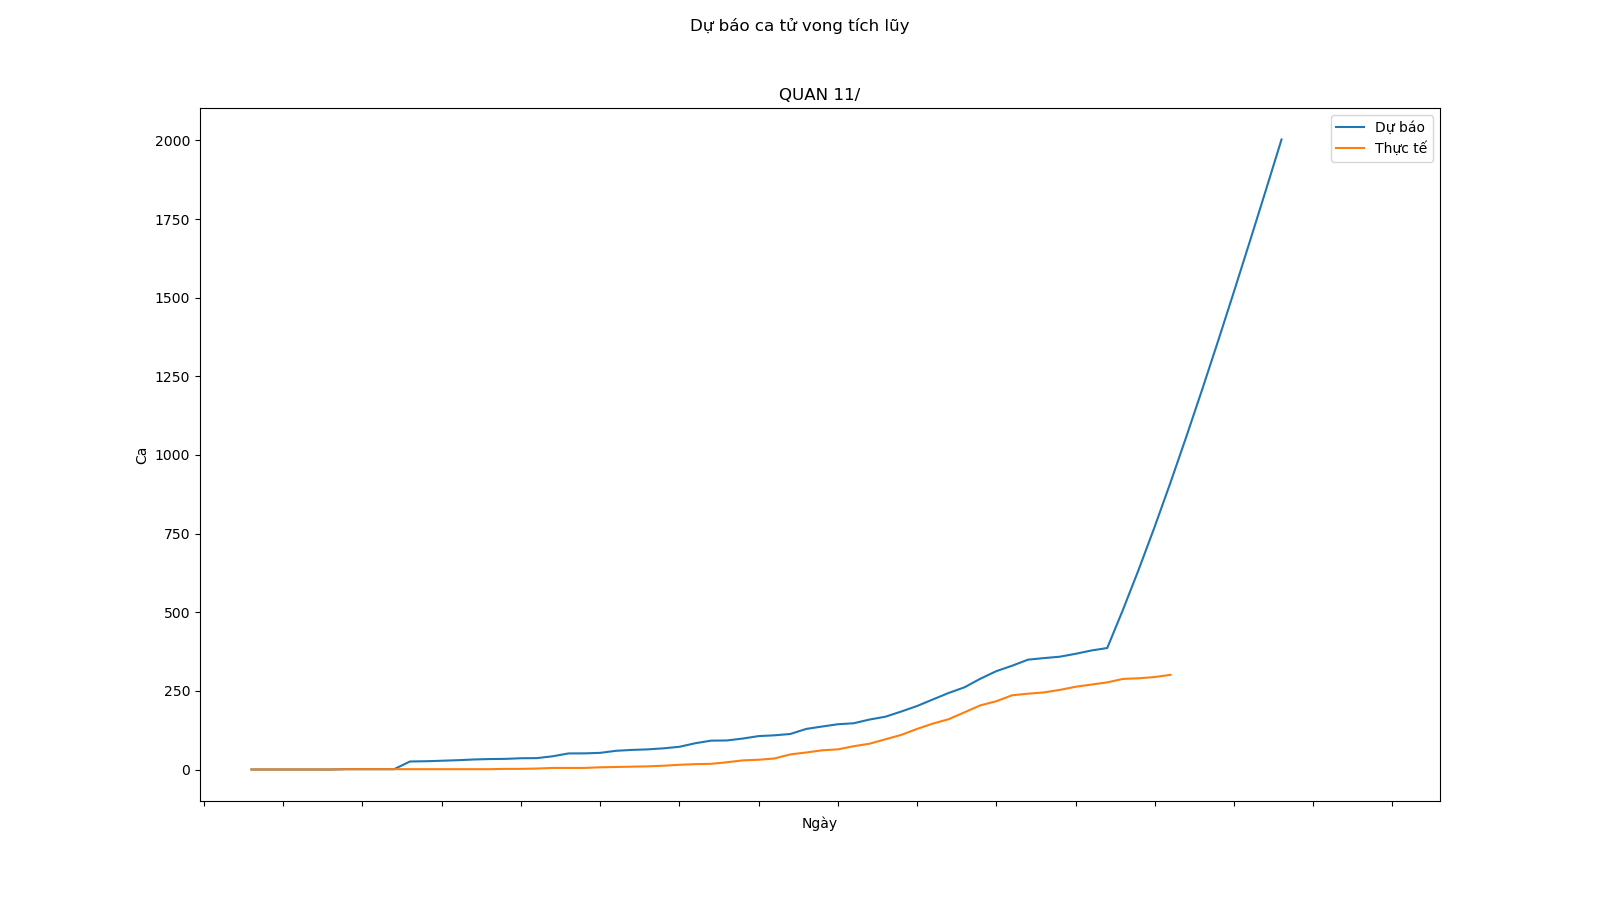 Dự báo ca tử vong tích lũy
QUAN 11/
Dự báo
Thực tế
2000
1750
1500
1250
1000
750
500
250
0
Ca
Ngày